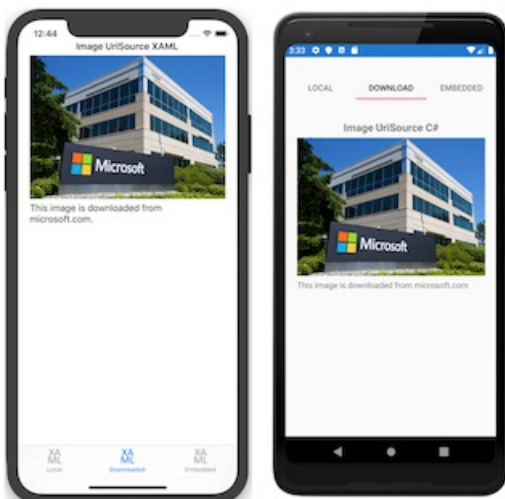 12:44
Image UriSource XAML
Microsoft
This image is downloaded from
microsoft.com.
XA
ML
Local
XA
ML
Downloaded
XA
ML
Embedded
3:33
LOCAL DOWNLOAD EMBEDDED
Image UriSource C#
Microsoft
This image is downloaded from microsoft.com